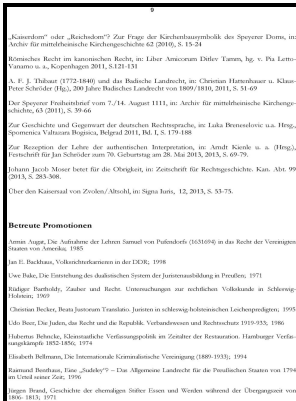 9
„Kaiserdom" oder „Reichsdom"? Zur Frage der Kirchenbausymbolik des Speyerer Doms, in:
Archiv für mittelrheinische Kirchengeschichte 62 (2010), S. 15-24
Römisches Recht im kanonischen Recht, in: Liber Amicorum Ditlev Tamm, hg. v. Pia Letto-
Vanamo u. a., Kopenhagen 2011, S.121-131
A. F. J. Thibaut (1772-1840) und das Badische Landrecht, in: Christian Hattenhauer u. Klaus-
Peter Schröder (Hg.), 200 Jahre Badisches Landrecht von 1809/1810, 2011, S. 51-69
Der Speyerer Freiheitsbrief vom 7./14. August 1111, in: Archiv für mittelrheinische Kirchenge-
schichte, 63 (2011), S. 39-66
Zur Geschichte und Gegenwart der deutschen Rechtssprache, in: Luka Breneselovic u.a. Hrsg.,
Spomenica Valtazara Bogisica, Belgrad 2011, Bd. I, S. 179-188
Zur Rezeption der Lehre der authentischen Interpretation, in: Arndt Kiehnle u. a. (Hrsg.),
Festschrift für Jan Schröder zum 70. Geburtstag am 28. Mai 2013, 2013, S. 69-79.
Johann Jacob Moser betet für die Obrigkeit, in: Zeitschrift für Rechtsgeschichte. Kan. Abt. 99
(2013, S. 283-308.
Über den Kaisersaal von Zvolen/Altsohl, in: Signa Iuris, 12, 2013, S. 53-75.
Betreute Promotionen
Armin Augat, Die Aufnahme der Lehren Samuel von Pufendorfs (1631694) in das Recht der Vereinigten
Staaten von Amerika; 1985
Jan E. Backhaus, Volksrichterkarrieren in der DDR; 1998
Uwe Bake, Die Entstehung des dualistischen System der Juristenausbildung in Preußen; 1971
Rüdiger Bartholdy, Zauber und Recht. Untersuchungen zur rechtlichen Volkskunde in Schleswig-
Holstein; 1969
Christian Becker, Beata Justorum Translatio. Juristen in schleswig-holsteinischen Leichenpredigten; 1995
Udo Beer, Die Juden, das Recht und die Republik. Verbandswesen und Rechtsschutz 1919-933; 1986
Hubertus Behncke, Kleinstaatliche Verfassungspolitik im Zeitalter der Restauration. Hamburger Verfas-
sungskämpfe 1852-1856; 1974
Elisabeth Bellmann, Die Internationale Kriminalistische Vereinigung (1889-1933); 1994
Raimund Benthaus, Eine „Sudeley"? – Das Allgemeine Landrecht für die Preußischen Staaten von 1794
im Urteil seiner Zeit; 1996
Jürgen Brand, Geschichte der ehemaligen Stifter Essen und Werden während der Übergangszeit von
1806- 1813; 1971